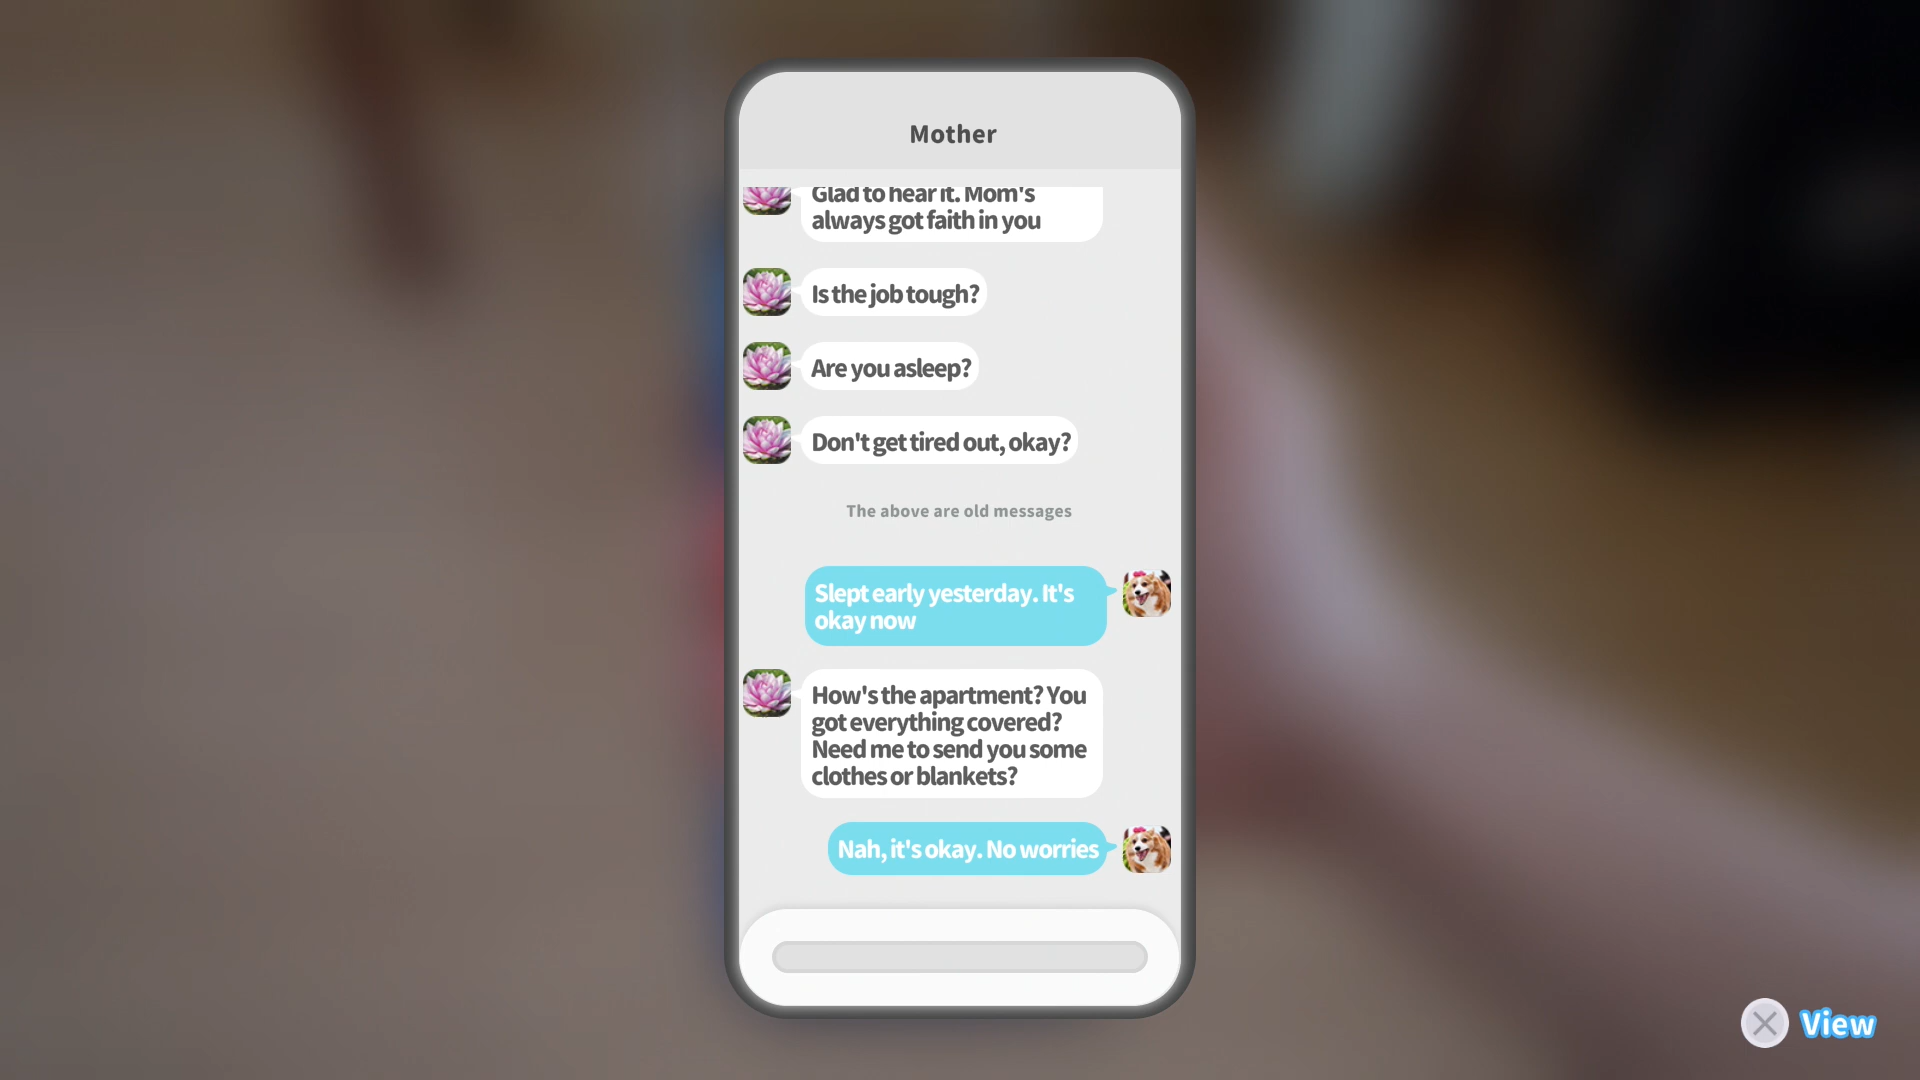 Mother
Glad to hear it. Mom's
always got faith in you
Is the job tough?
Are you asleep?
Don't get tired out, okay?
The above are old messages
Slept early yesterday. It's
okay now
How's the apartment? You
got everything covered?
Need me to send you some
clothes or blankets?
Nah, it's okay. No worries
View